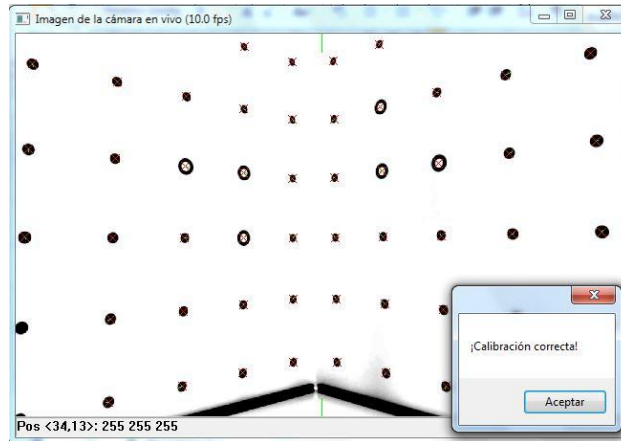 Imagen de la cámara en vivo (10.0 fps)
¡Calibración correcta!
Aceptar
Pos <34,13>: 255 255 255